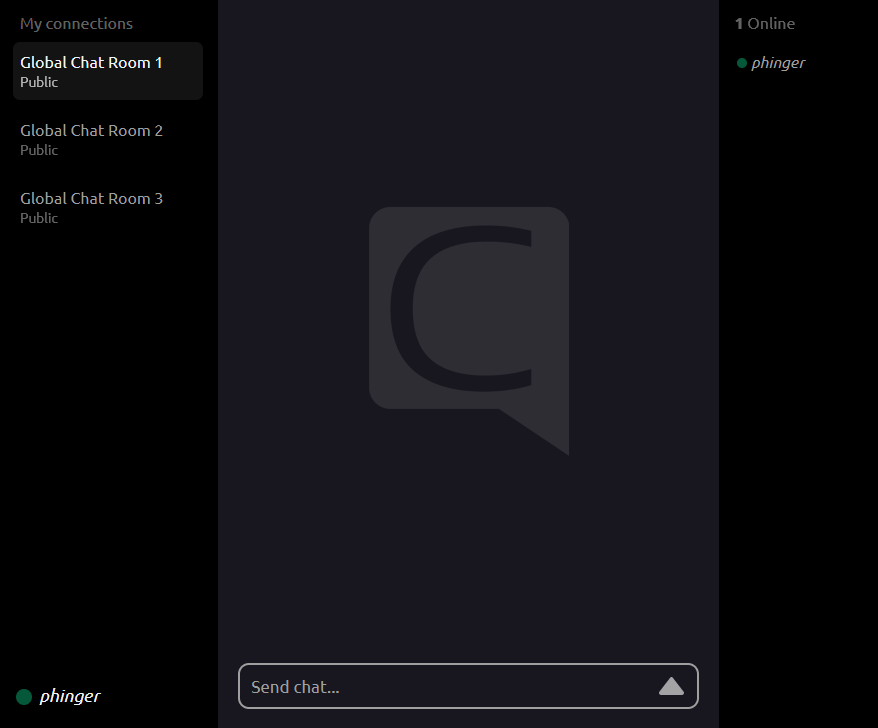 My connections
Global Chat Room 1
Public
Global Chat Room 2
Public
Global Chat Room 3
Public
phinger
C
Send chat...
1 Online
phinger